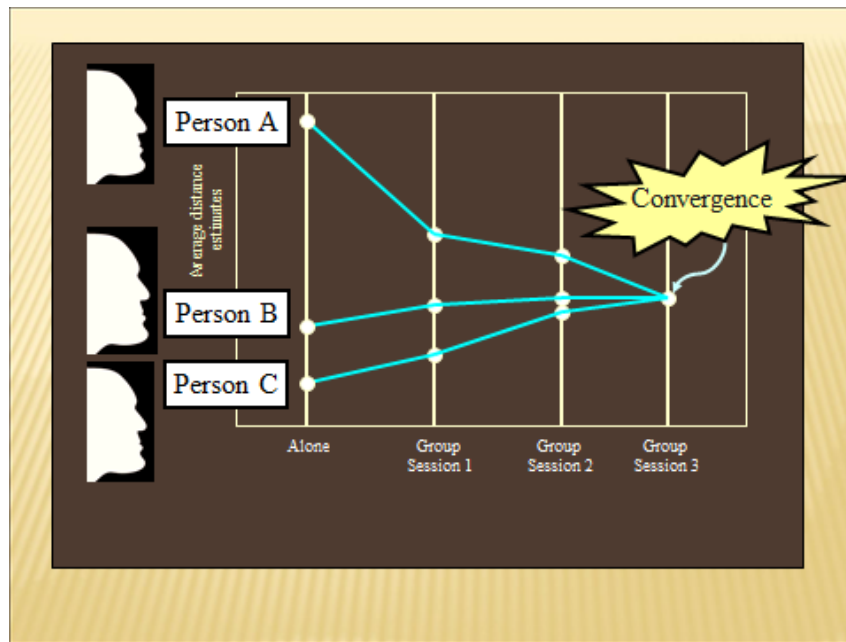 Person A
Average distance
estimates
Convergence
Person B
Person C
Alone
Group
Session 1
Group
Session 2
Group
Session 3